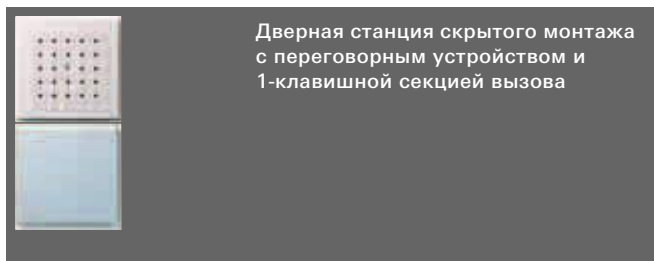 Дверная станция скрытого монтажа
с переговорным устройством и
1-клавишной секцией вызова